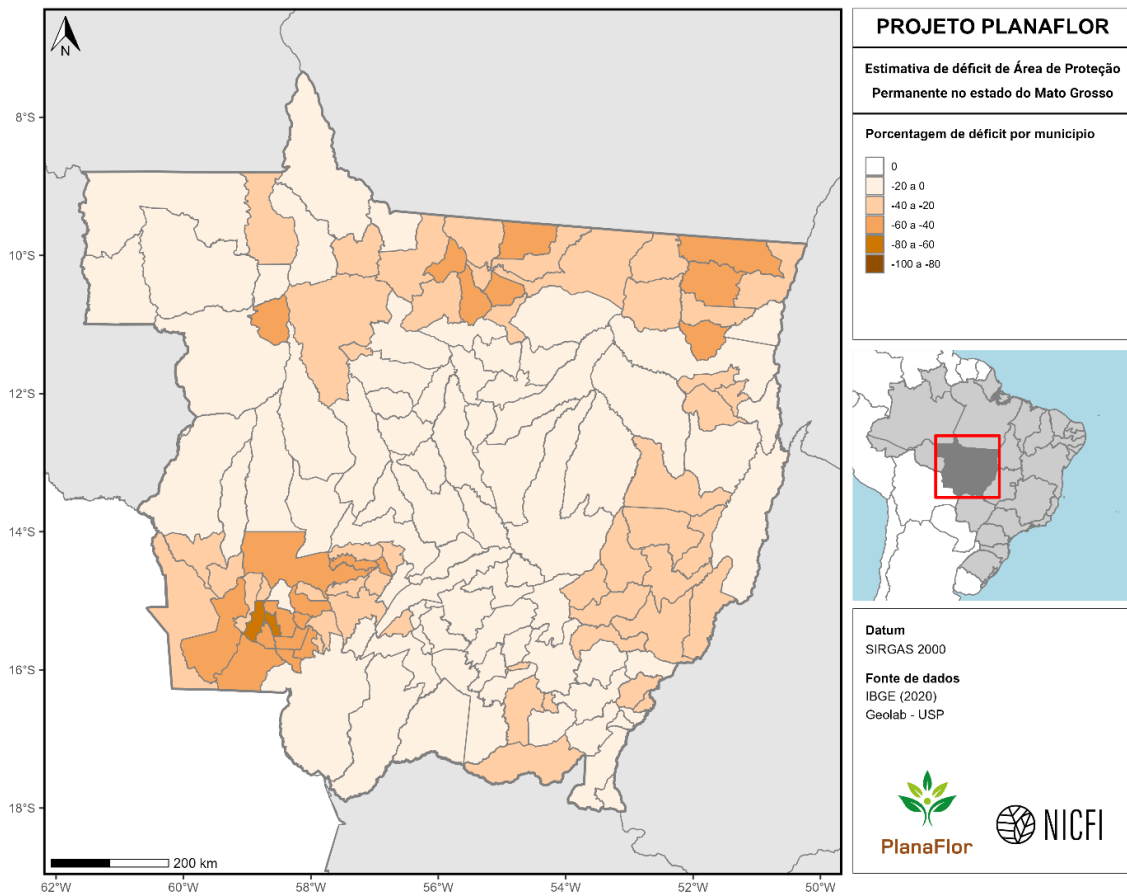 PROJETO PLANAFLOR
Estimativa de déficit de Área de Proteção
Permanente no estado do Mato Grosso
Porcentagem de déficit por municipio
0
-20 a 0
-40 a -20
-60 a -40
-80 a -60
-100 a -80
N
8°S
10°S
12°S
14°S
16°S
18°S
200 km
62°W
60°W
58°W
56°W
54°W
52°W
50°W
Datum
SIRGAS 2000
Fonte de dados
IBGE (2020)
Geolab - USP
PlanaFlor
NICFI